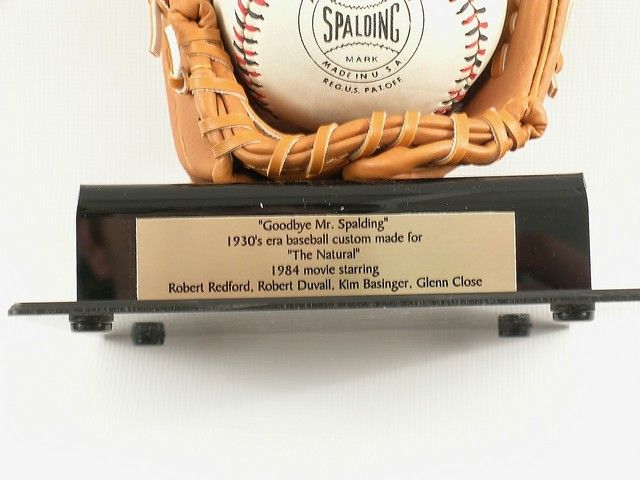 SPALDING
MARK
MADE IN U.S.A
REG.U.S. PAT.OFF.
"Goodbye Mr. Spalding"
1930's era baseball custom made for
"The Natural"
1984 movie starring
Robert Redford, Robert Duvall, Kim Basinger, Glenn Close